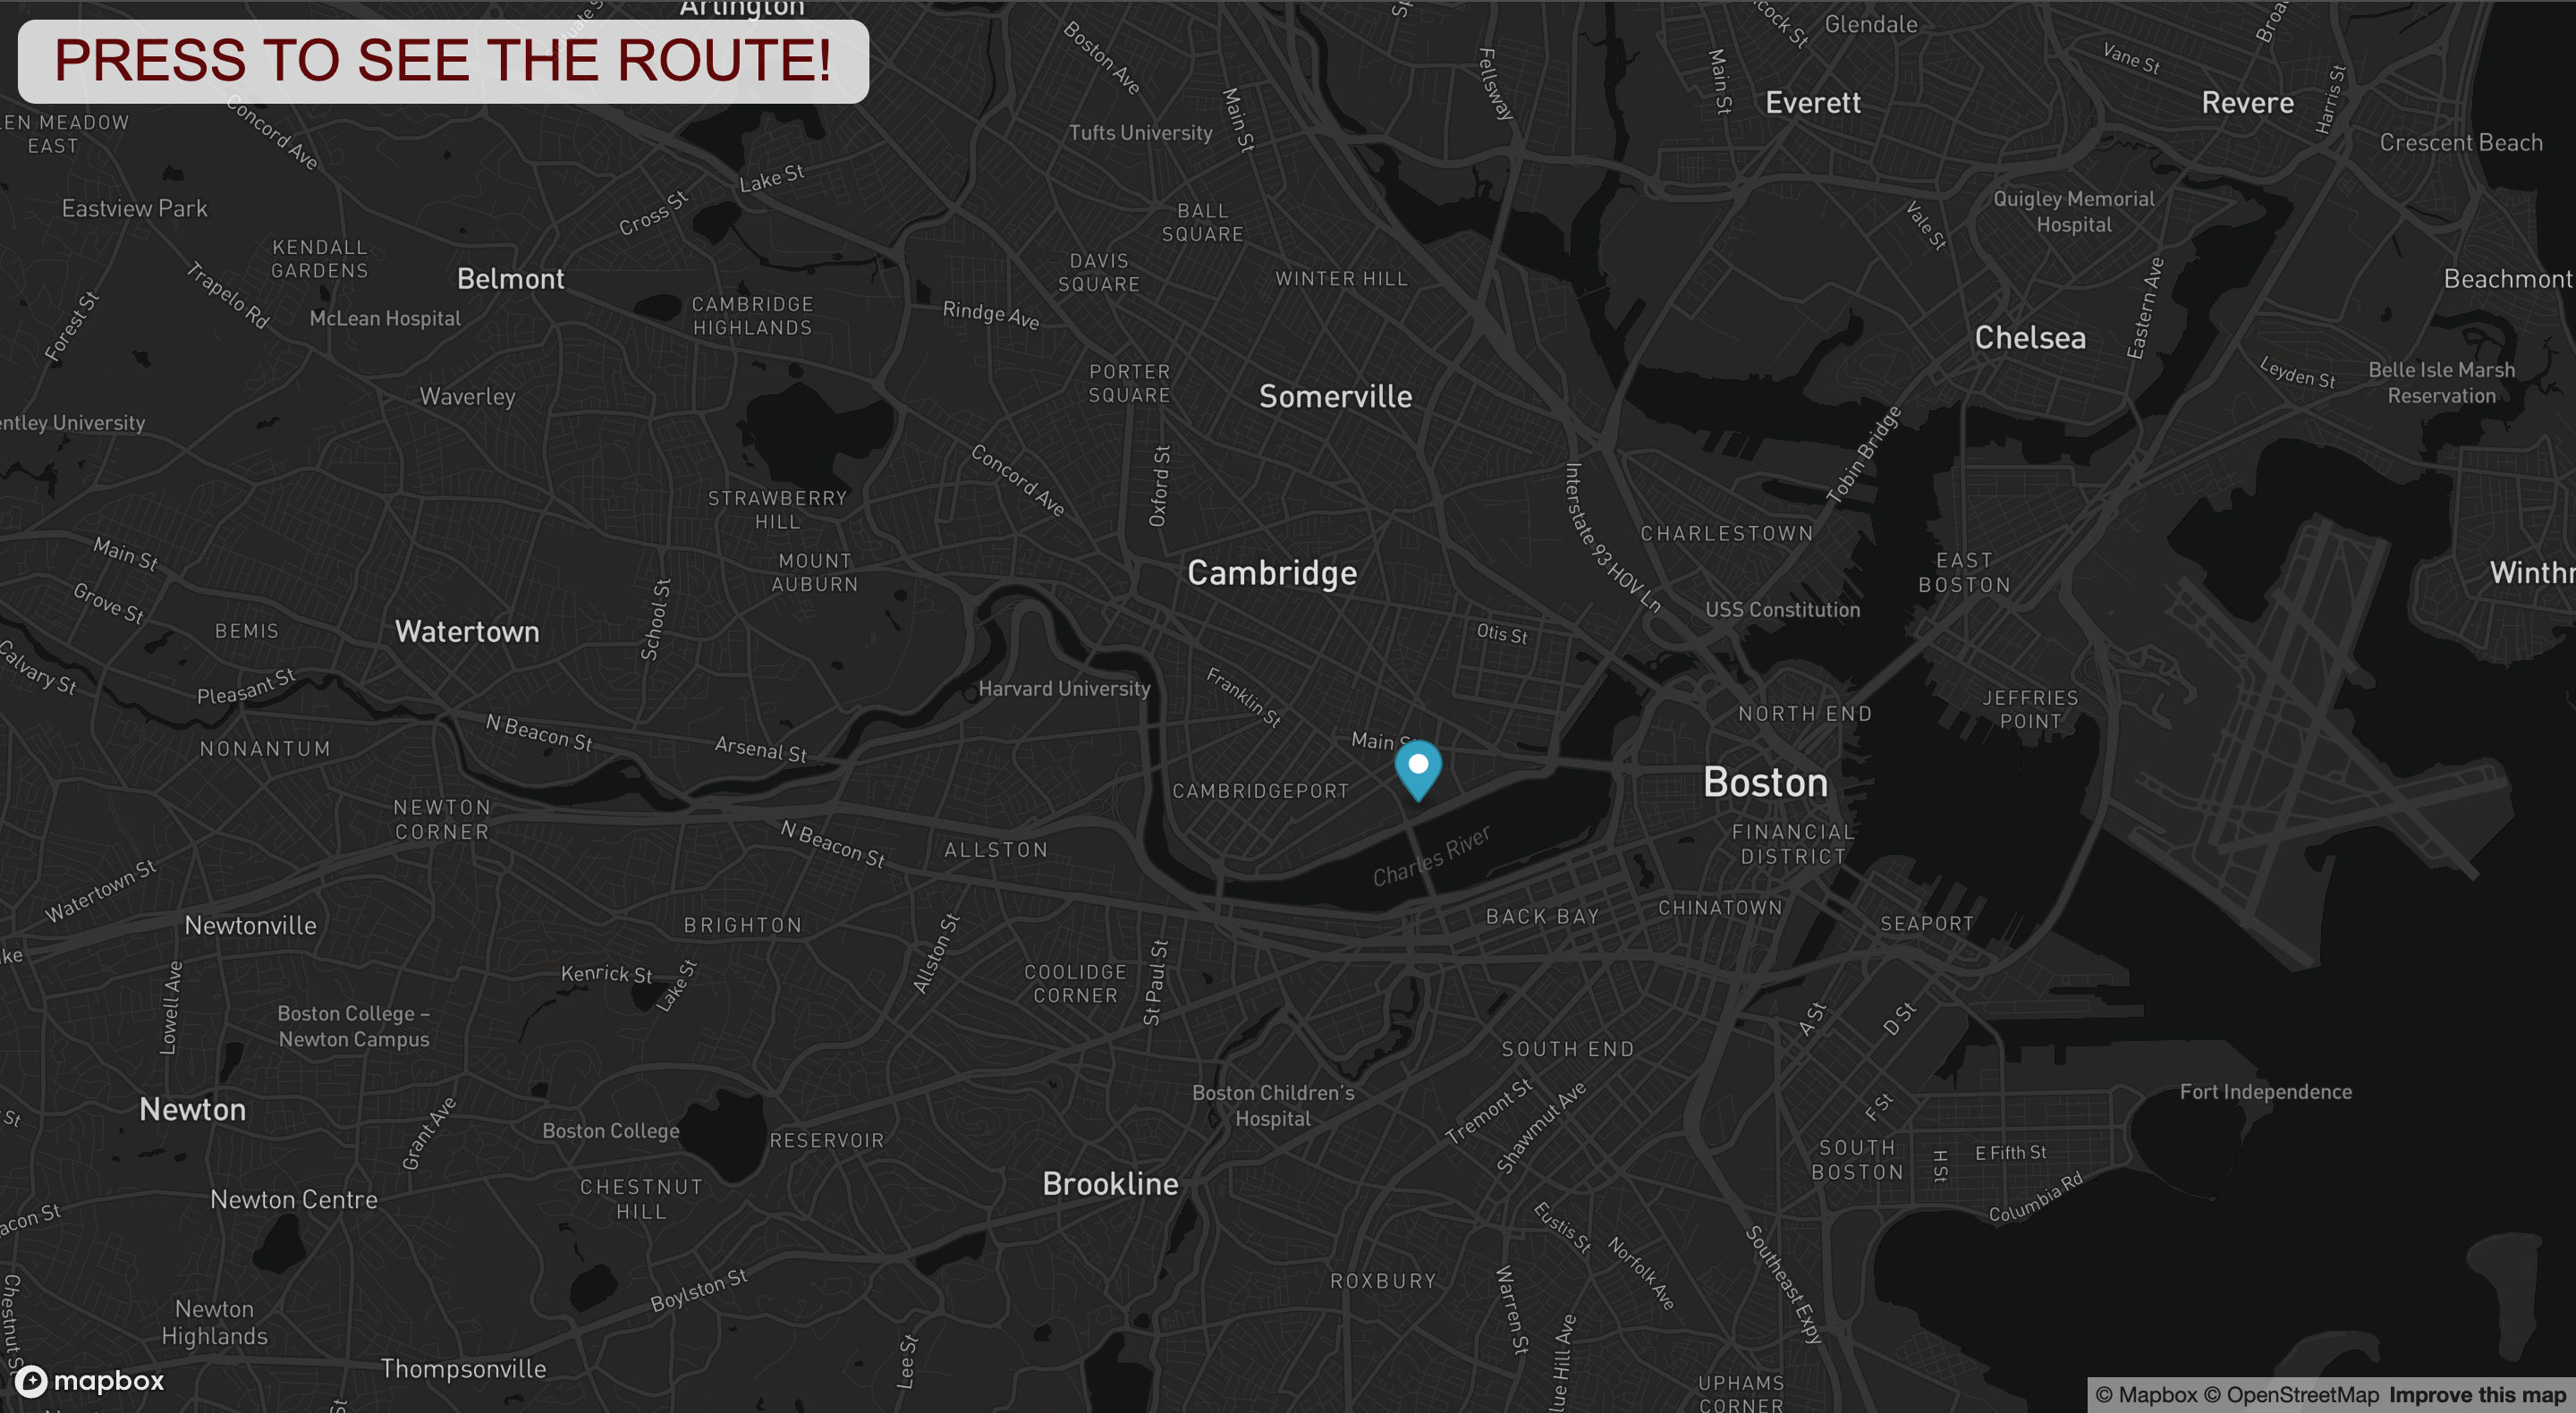 Arlington
PRESS TO SEE THE ROUTE!
Boston Ave
Main St
Fellsway
Main St
Glendale
Vane St
Harris St
Everett
Revere
Crescent Beach
EN MEADOW
EAST
Concord Ave
Tufts University
Lake St
Cross St
Eastview Park
BALL
SQUARE
Quigley Memorial
Hospital
Vale St
KENDALL
GARDENS
Trapelo Rd
Belmont
DAVIS
SQUARE
WINTER HILL
Eastern Ave
Beachmont
Forest St
McLean Hospital
CAMBRIDGE
HIGHLANDS
Rindge Ave
Chelsea
Waverley
PORTER
SQUARE
Somerville
Leyden St
Belle Isle Marsh
Reservation
entley University
Concord Ave
Oxford St
Tobin Bridge
STRAWBERRY
HILL
Interstate 93 HOV Ln
CHARLESTOWN
Main St
MOUNT
AUBURN
Cambridge
EAST
BOSTON
Winthr
Grove St
BEMIS
Watertown
School St
Otis St
USS Constitution
Calvary St
Pleasant St
Harvard University
Franklin St
JEFFRIES
POINT
NORTH END
NONANTUM
N Beacon St
Arsenal St
Main St
CAMBRIDGEPORT
Boston
NEWTON
CORNER
N Beacon St
ALLSTON
Charles River
FINANCIAL
DISTRICT
Watertown St
Newtonville
BRIGHTON
Allston St
BACK BAY
CHINATOWN
SEAPORT
ke
Kenrick St
Lake St
COOLIDGE
CORNER
St Paul St
Lowell Ave
Boston College –
Newton Campus
A St
D St
SOUTH END
Newton
Grant Ave
Boston Children's
Hospital
Tremont St
Shawmut Ave
F St
Fort Independence
St
Boston College
RESERVOIR
SOUTH
BOSTON
H St
E Fifth St
Columbia Rd
Brookline
Newton Centre
CHESTNUT
HILL
acon St
Eustis St
Norfolk Ave
Southeast Expy
Chestnut S
Boylston St
ROXBURY
Warren St
Newton
Highlands
Lee St
lue Hill Ave
Thompsonville
mapbox
UPHAMS
CORNER
© Mapbox © OpenStreetMap Improve this map